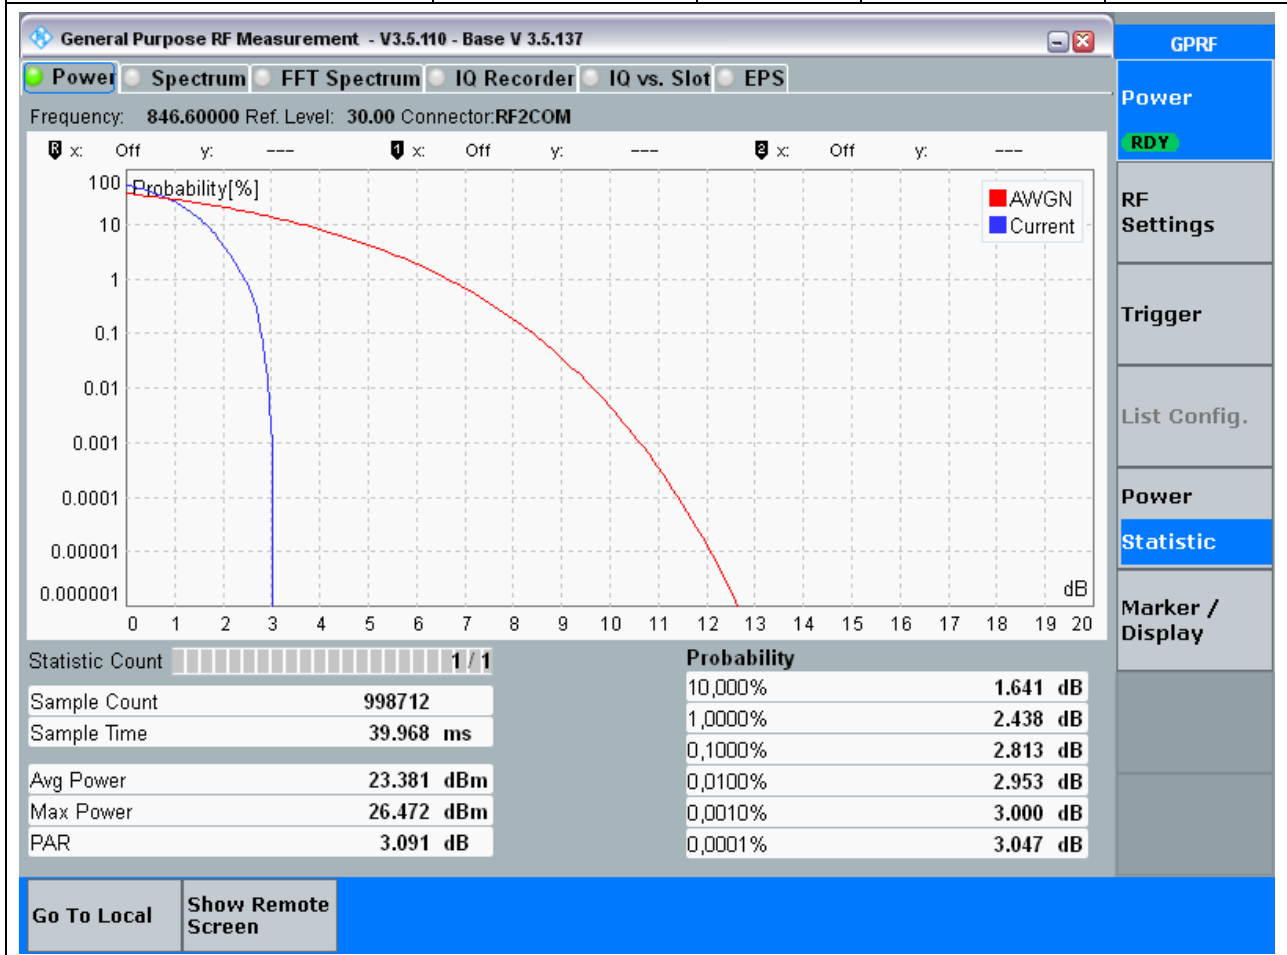 General Purpose RF Measurement - V3.5.110 - Base V 3.5.137
GPRF
Power Spectrum FFT Spectrum IQ Recorder IQ vs. Slot EPS
Frequency: 846.60000 Ref. Level: 30.00 Connector:RF2COM
Power
RDY
R x: Off y: --- 1 x: Off y: --- 2 x: Off y: ---
Probability[%]
AWGN
Current
100
10
1
0.1
0.01
0.001
0.0001
0.00001
0.000001
dB
0 1 2 3 4 5 6 7 8 9 10 11 12 13 14 15 16 17 18 19 20
RF
Settings
Trigger
List Config.
Power
Statistic
Marker /
Display
Statistic Count 1 / 1
Sample Count 998712
Sample Time 39.968 ms
Avg Power 23.381 dBm
Max Power 26.472 dBm
PAR 3.091 dB
Probability
10,000% 1.641 dB
1,0000% 2.438 dB
0,1000% 2.813 dB
0,0100% 2.953 dB
0,0010% 3.000 dB
0,0001% 3.047 dB
Go To Local
Show Remote
Screen